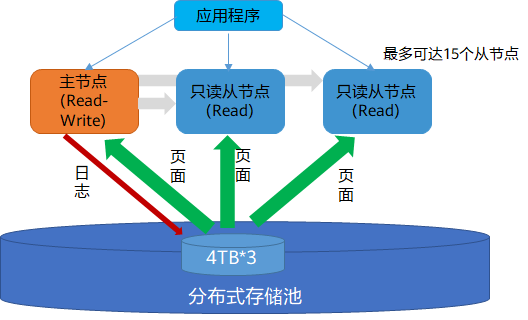 应用程序
最多可达15个从节点
主节点
(Read-
Write)
只读从节点
(Read)
只读从节点
(Read)
日
志
页
面
页
面
页
面
4TB*3
分布式存储池